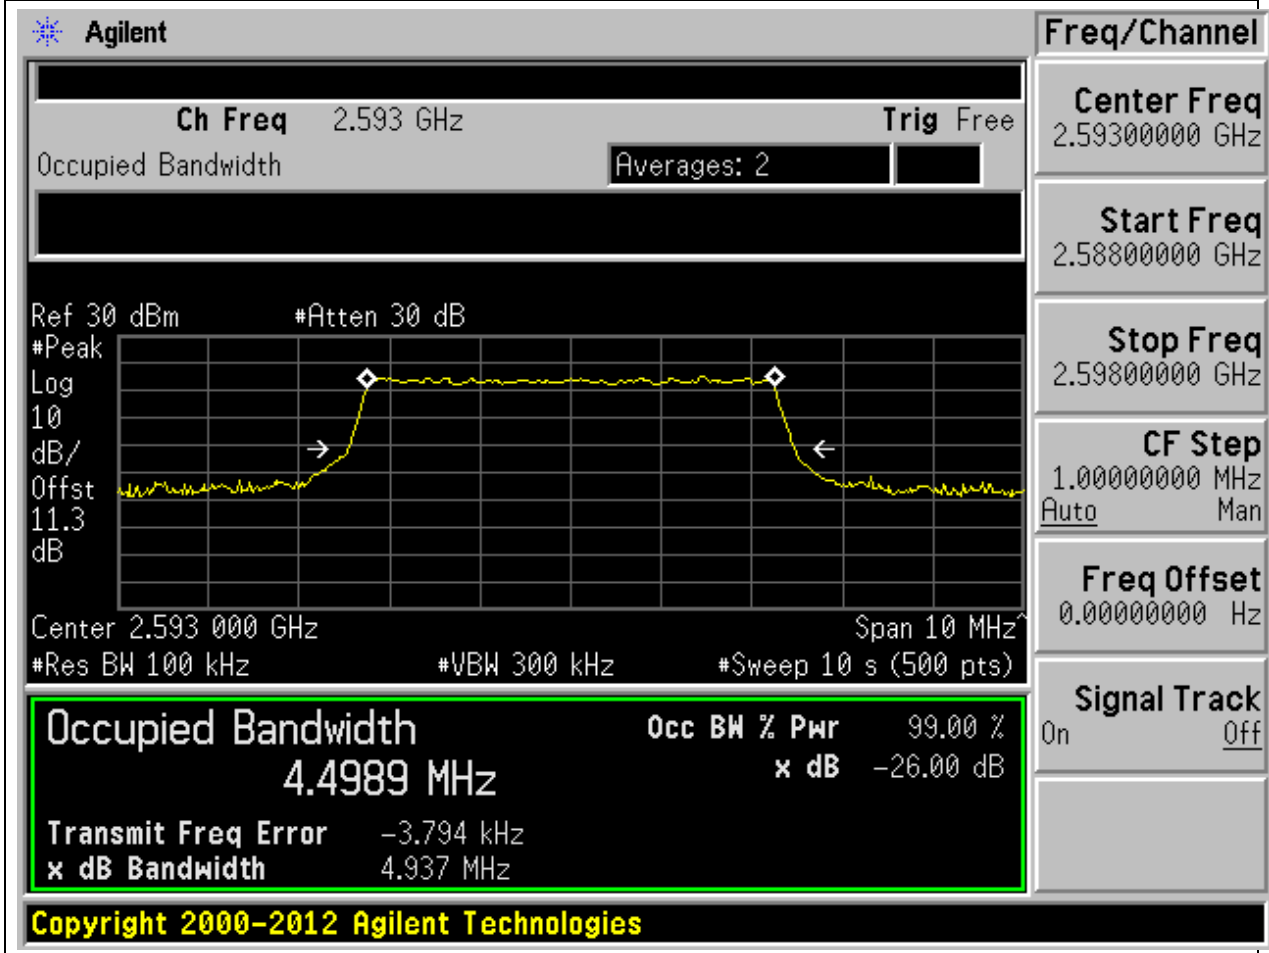 Agilent
Freq/Channel
Ch Freq 2.593 GHz Trig Free
Occupied Bandwidth Averages: 2
Ref 30 dBm #Atten 30 dB
#Peak
Log
10
dB/
Offst
11.3
dB
Center 2.593 000 GHz Span 10 MHz^
#Res BW 100 kHz #VBW 300 kHz #Sweep 10 s (500 pts)
Occupied Bandwidth Occ BW % Pwr 99.00 %
4.4989 MHz x dB -26.00 dB
Transmit Freq Error -3.794 kHz
x dB Bandwidth 4.937 MHz
Copyright 2000-2012 Agilent Technologies
Center Freq
2.59300000 GHz
Start Freq
2.58800000 GHz
Stop Freq
2.59800000 GHz
CF Step
1.00000000 MHz
Auto Man
Freq Offset
0.00000000 Hz
Signal Track
On Off